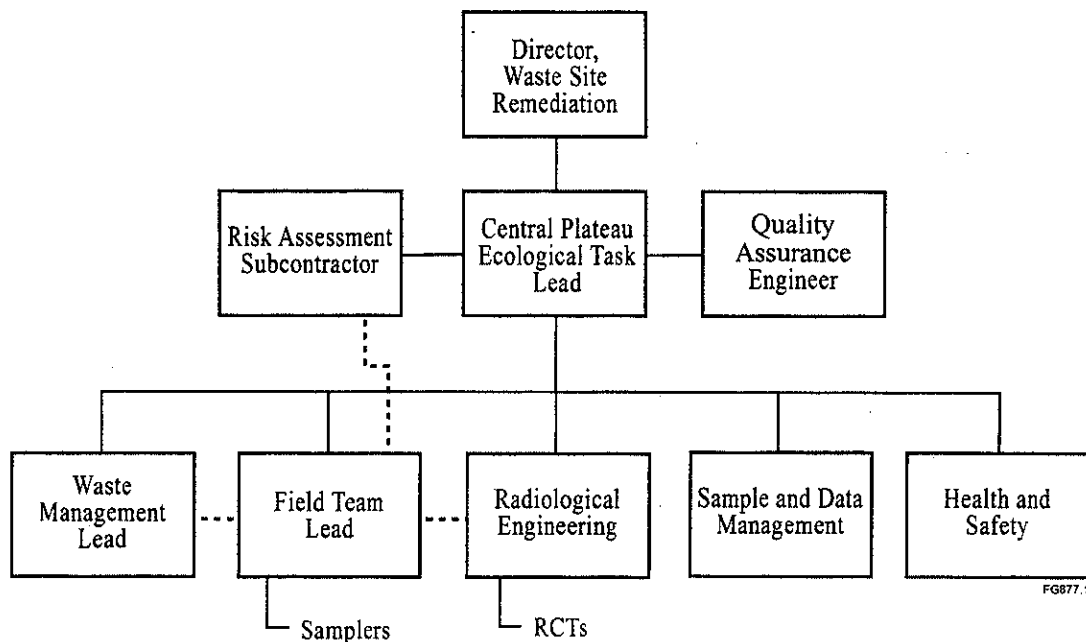 Director,
Waste Site
Remediation
Risk Assessment
Subcontractor
Central Plateau
Ecological Task
Lead
Quality
Assurance
Engineer
Waste
Management
Lead
Field Team
Lead
Radiological
Engineering
Sample and Data
Management
Health and
Safety
Samplers
RCTs